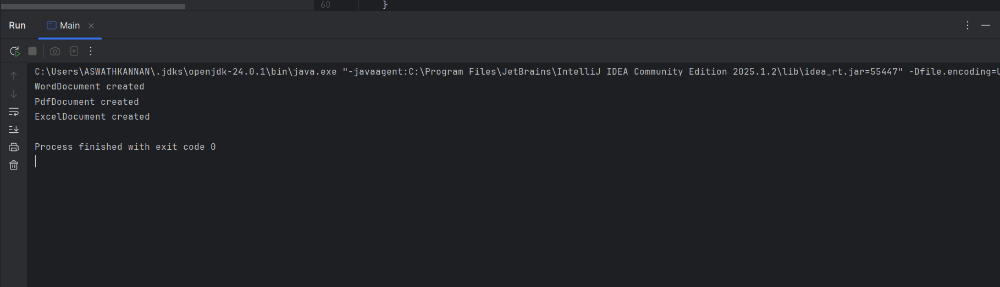 60 }
Run Main
C:\Users\ASWATHKANNAN\.jdks\openjdk-24.0.1\bin\java.exe "-javaagent:C:\Program Files\JetBrains\IntelliJ IDEA Community Edition 2025.1.2\lib\idea_rt.jar=55447" -Dfile.encoding=U
WordDocument created
PdfDocument created
ExcelDocument created
Process finished with exit code 0